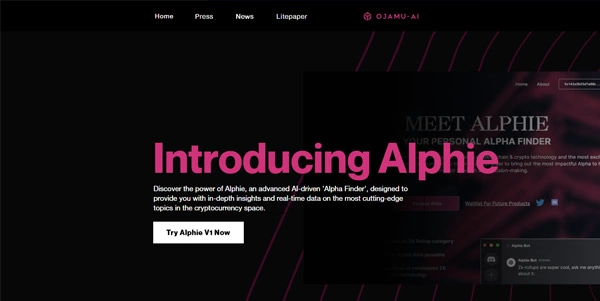 Home Press News Litepaper OJAMU-AI
Home About
MEET ALPHIE
YOUR PERSONAL ALPHA FINDER
Introducing Alphie
Discover the power of Alphie, an advanced AI-driven 'Alpha Finder', designed to
provide you with in-depth insights and real-time data on the most cutting-edge
topics in the cryptocurrency space.
Waitlist for Future Products
Try Alphie V1 Now
Alphie Bot
Alphie Bot